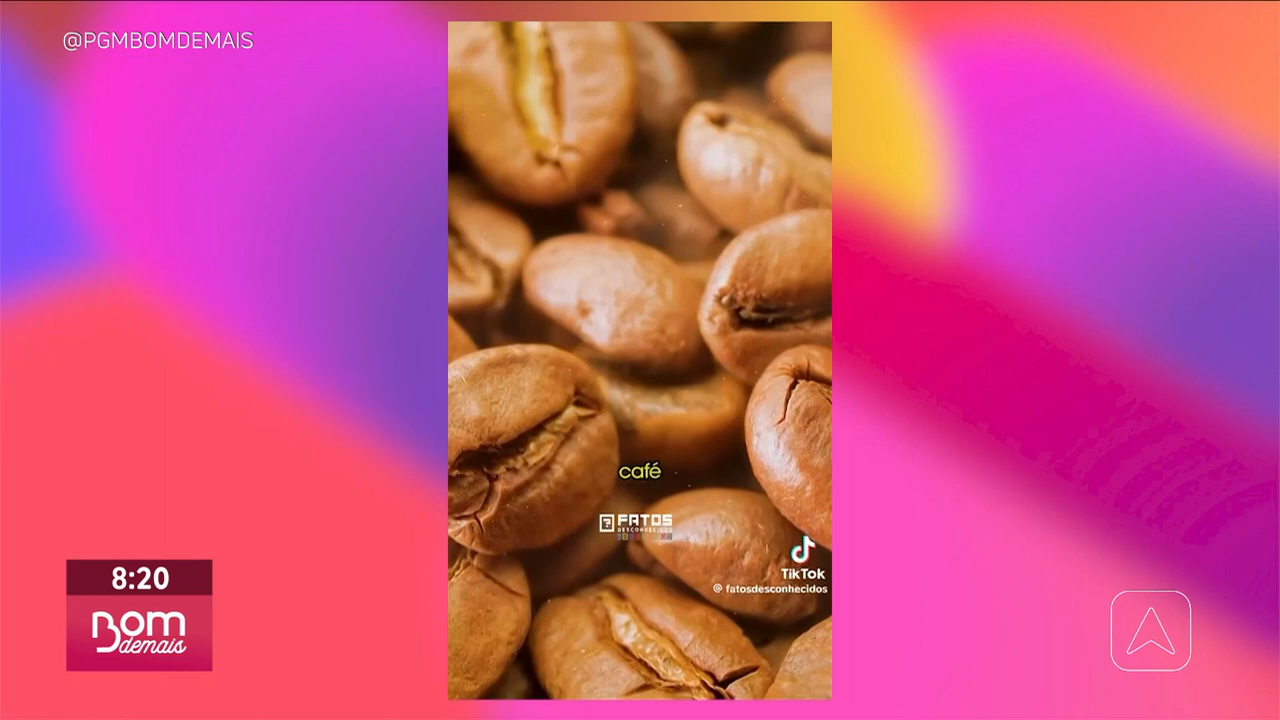 @PGMBOMDEMAIS
café
FATOS
DESCONHECIDOS
TikTok
@ fatosdesconhecidos
8:20
Bom
demais